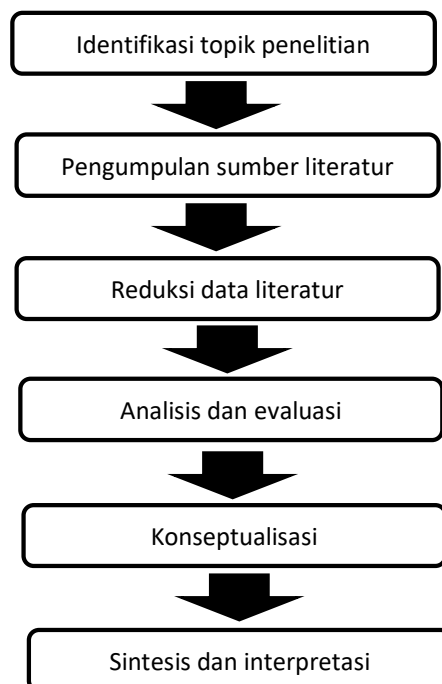 Identifikasi topik penelitian
Pengumpulan sumber literatur
Reduksi data literatur
Analisis dan evaluasi
Konseptualisasi
Sintesis dan interpretasi